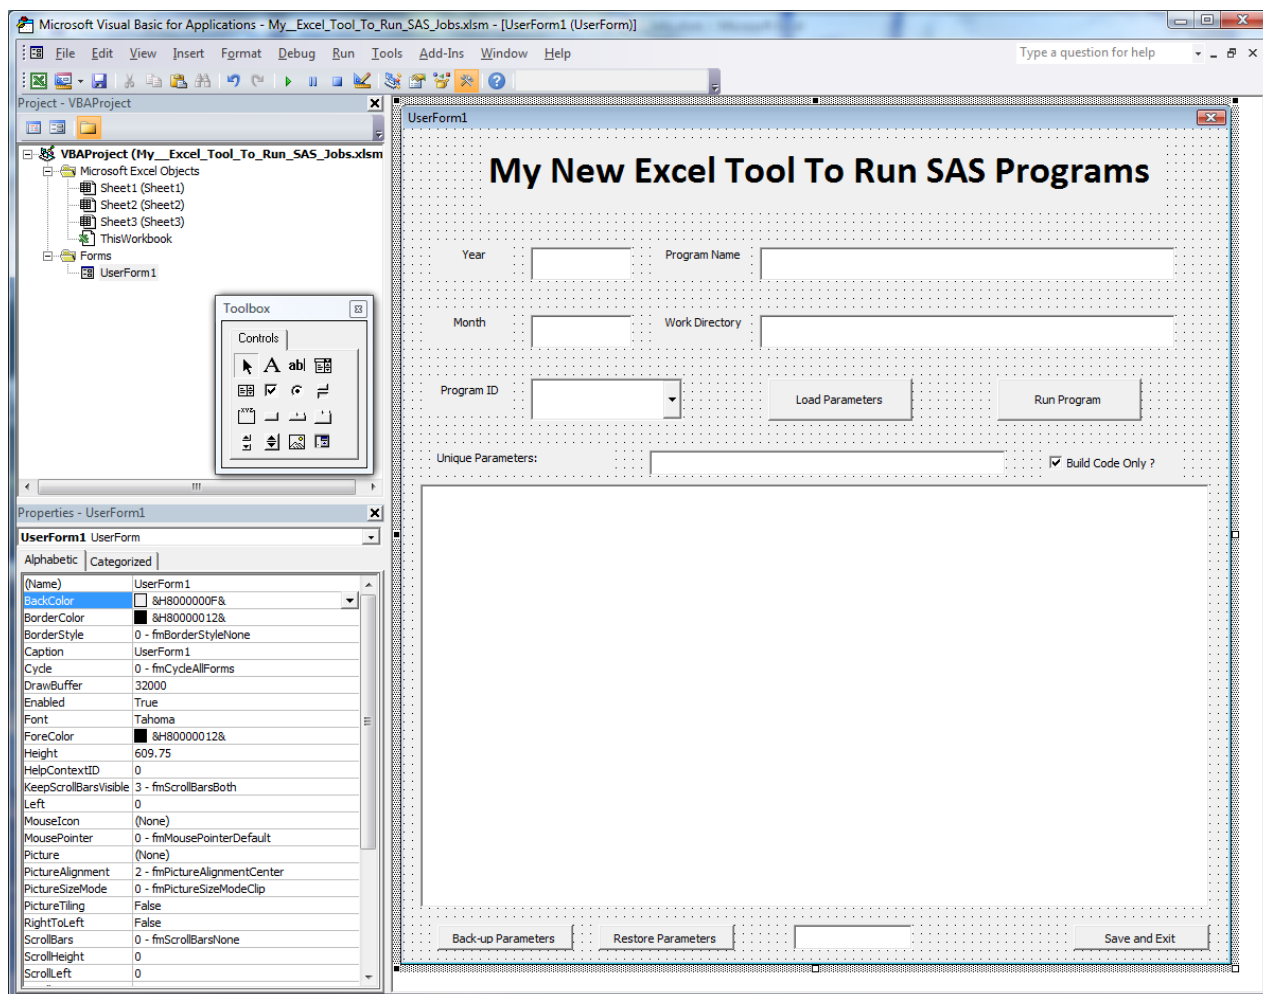 Microsoft Visual Basic for Applications - My__Excel_Tool_To_Run_SAS_Jobs.xlsm - [UserForm1 (UserForm)]
File Edit View Insert Format Debug Run Tools Add-Ins Window Help
Type a question for help
Project - VBAProject
VBAProject (My__Excel_Tool_To_Run_SAS_Jobs.xlsm
Microsoft Excel Objects
Sheet1 (Sheet1)
Sheet2 (Sheet2)
Sheet3 (Sheet3)
ThisWorkbook
Forms
UserForm1
Toolbox
Controls
A ab|
XYZ
Properties - UserForm1
UserForm1 UserForm
Alphabetic Categorized
(Name) UserForm1
BackColor &H8000000F&
BorderColor &H80000012&
BorderStyle 0 - fmBorderStyleNone
Caption UserForm1
Cycle 0 - fmCycleAllForms
DrawBuffer 32000
Enabled True
Font Tahoma
ForeColor &H80000012&
Height 609.75
HelpContextID 0
KeepScrollBarsVisible 3 - fmScrollBarsBoth
Left 0
MouseIcon (None)
MousePointer 0 - fmMousePointerDefault
Picture (None)
PictureAlignment 2 - fmPictureAlignmentCenter
PictureSizeMode 0 - fmPictureSizeModeClip
PictureTiling False
RightToLeft False
ScrollBars 0 - fmScrollBarsNone
ScrollHeight 0
ScrollLeft 0
UserForm1
My New Excel Tool To Run SAS Programs
Year Program Name
Month Work Directory
Program ID Load Parameters Run Program
Unique Parameters: Build Code Only ?
Back-up Parameters Restore Parameters Save and Exit